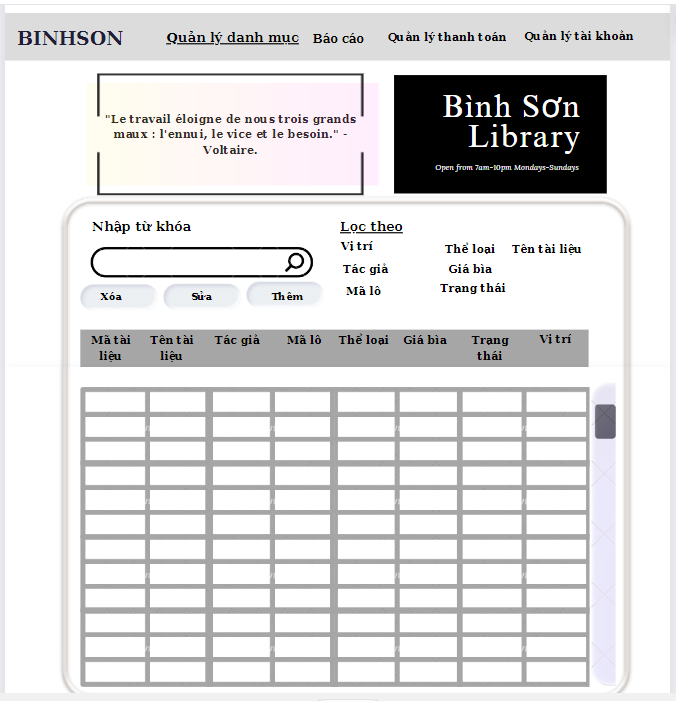 BINHSON
Quản lý danh mục
Báo cáo
Quản lý thanh toán
Quản lý tài khoản
"Le travail éloigne de nous trois grands
maux : l'ennui, le vice et le besoin." -
Voltaire.
Bình Sơn
Library
Open from 7am-10pm Mondays-Sundays
Nhập từ khóa
Lọc theo
Vị trí
Thể loại
Tên tài liệu
Tác giả
Giá bìa
Mã lô
Trạng thái
Xóa
Sửa
Thêm
Mã tài
liệu
Tên tài
liệu
Tác giả
Mã lô
Thể loại
Giá bìa
Trạng
thái
Vị trí